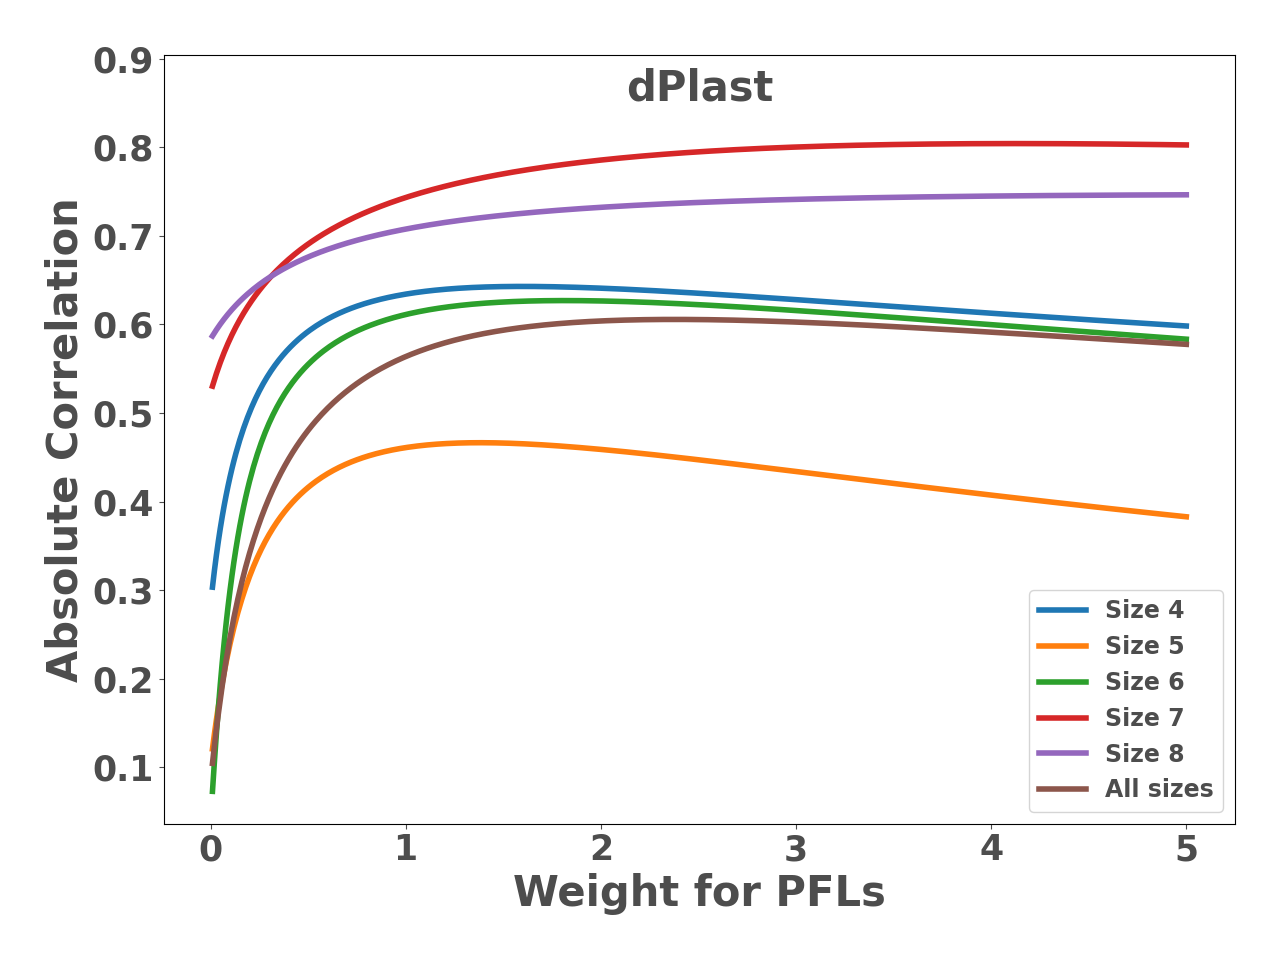 dPlast
Absolute Correlation
0.9
0.8
0.7
0.6
0.5
0.4
0.3
0.2
0.1
0 1 2 3 4 5
Weight for PFLs
Size 4
Size 5
Size 6
Size 7
Size 8
All sizes